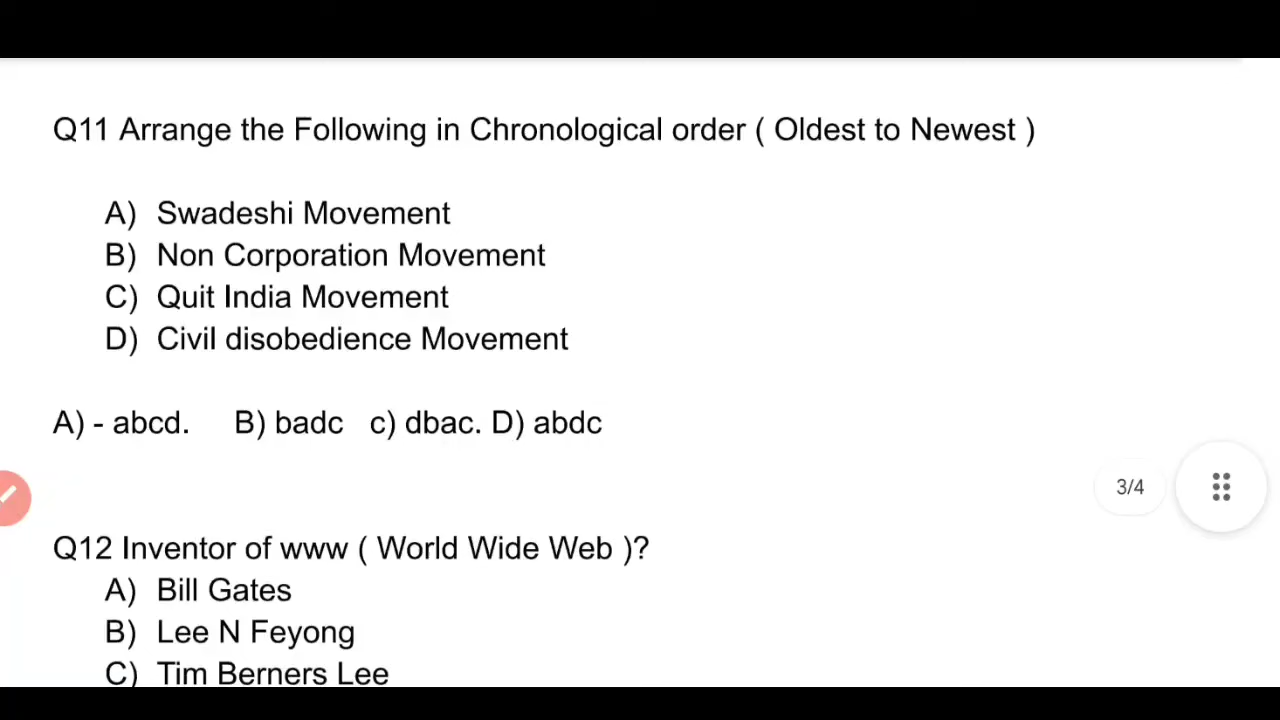 Q11 Arrange the Following in Chronological order ( Oldest to Newest )
A) Swadeshi Movement
B) Non Corporation Movement
C) Quit India Movement
D) Civil disobedience Movement
A) - abcd. B) badc c) dbac. D) abdc
3/4
Q12 Inventor of www ( World Wide Web )?
A) Bill Gates
B) Lee N Feyong
C) Tim Berners Lee